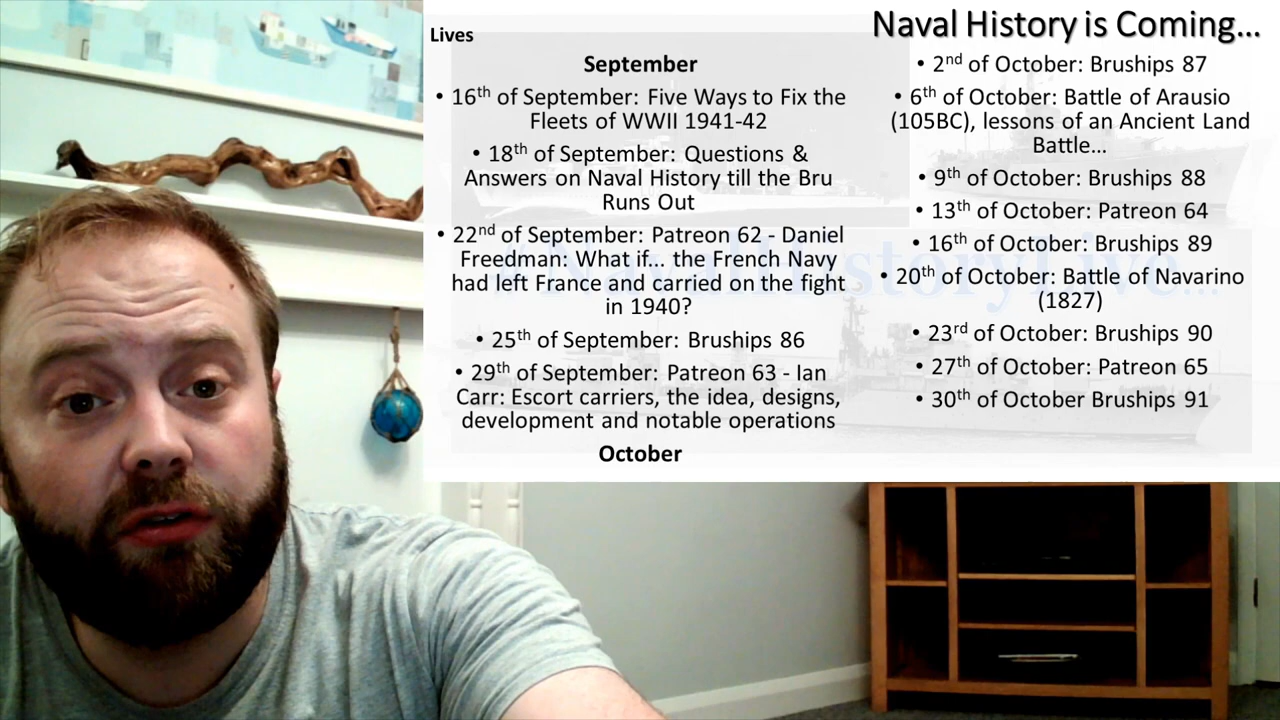 Lives
September
• 16th of September: Five Ways to Fix the
Fleets of WWII 1941-42
• 18th of September: Questions &
Answers on Naval History till the Bru
Runs Out
• 22nd of September: Patreon 62 - Daniel
Freedman: What if... the French Navy
had left France and carried on the fight
in 1940?
• 25th of September: Bruships 86
• 29th of September: Patreon 63 - Ian
Carr: Escort carriers, the idea, designs,
development and notable operations
October
Naval History is Coming...
• 2nd of October: Bruships 87
• 6th of October: Battle of Arausio
(105BC), lessons of an Ancient Land
Battle...
• 9th of October: Bruships 88
• 13th of October: Patreon 64
• 16th of October: Bruships 89
• 20th of October: Battle of Navarino
(1827)
• 23rd of October: Bruships 90
• 27th of October: Patreon 65
• 30th of October Bruships 91
#NavalHistoryLive...